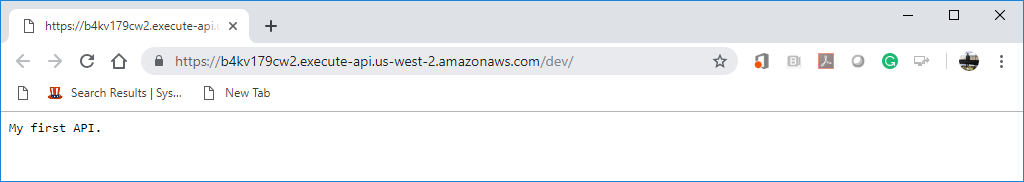 https://b4kv179cw2.execute-api.u
https://b4kv179cw2.execute-api.us-west-2.amazonaws.com/dev/
Search Results | Sys... New Tab
My first API.